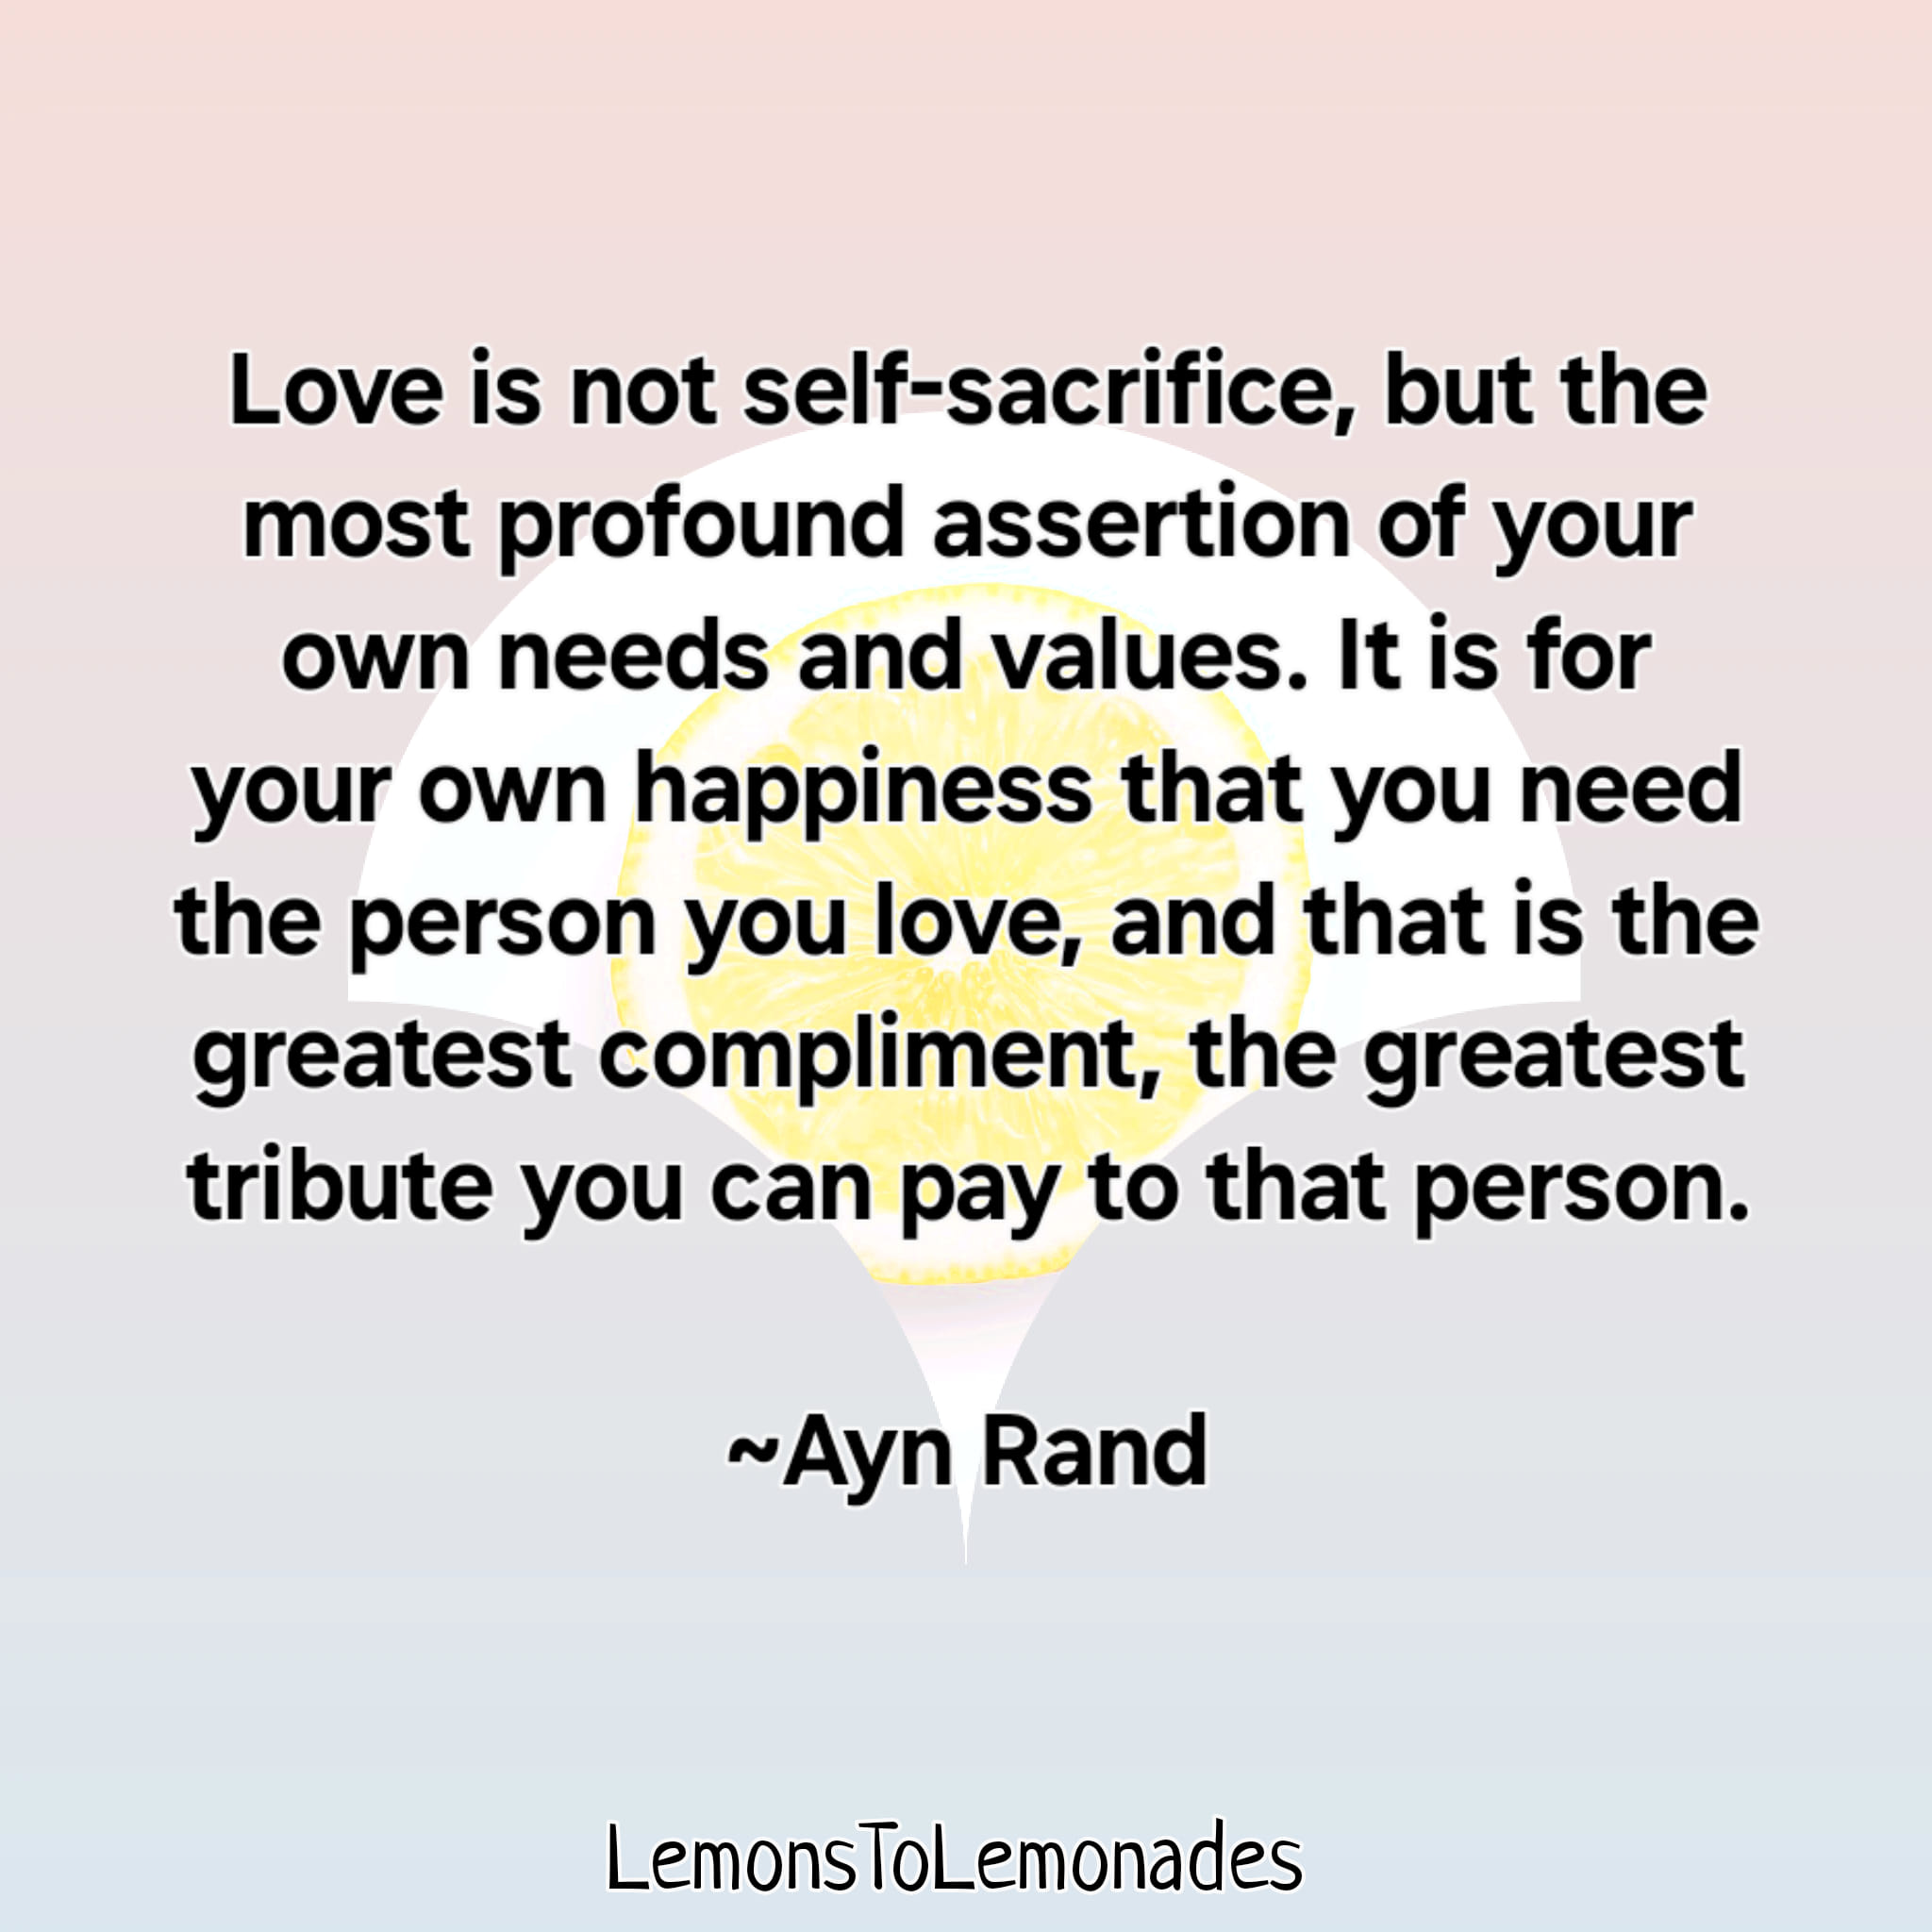 Love is not self-sacrifice, but the
most profound assertion of your
own needs and values. It is for
your own happiness that you need
the person you love, and that is the
greatest compliment, the greatest
tribute you can pay to that person.
~Ayn Rand
LemonsToLemonades